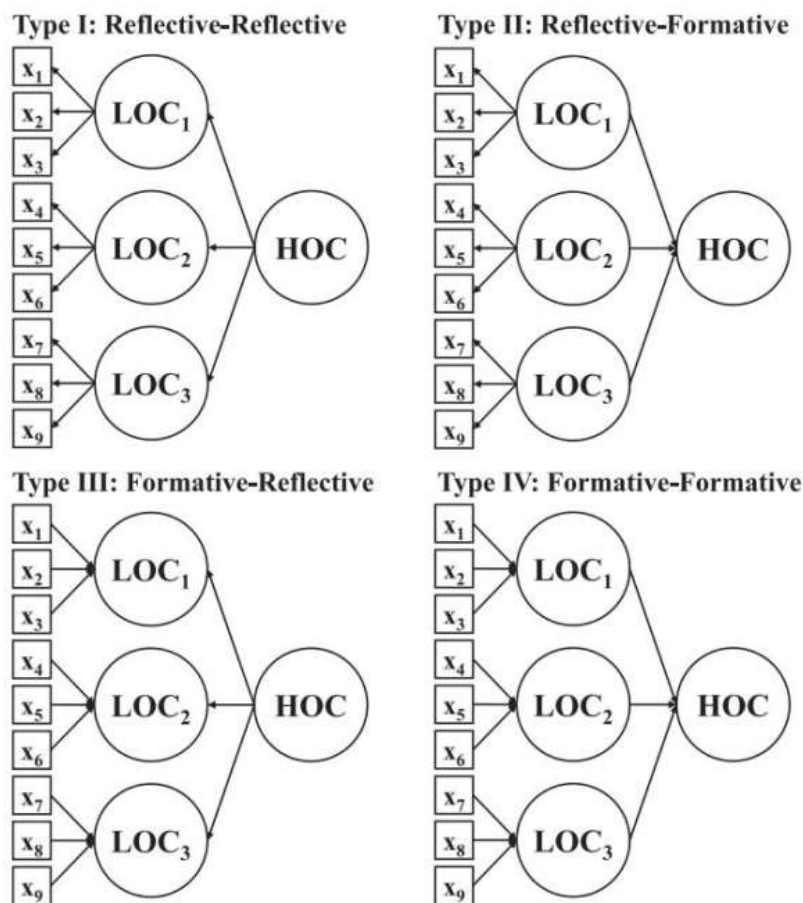 Type I: Reflective-Reflective
x₁
x₂
x₃
x₄
x₅
x₆
x₇
x₈
x₉
LOC₁
LOC₂
LOC₃
HOC
Type II: Reflective-Formative
x₁
x₂
x₃
x₄
x₅
x₆
x₇
x₈
x₉
LOC₁
LOC₂
LOC₃
HOC
Type III: Formative-Reflective
x₁
x₂
x₃
x₄
x₅
x₆
x₇
x₈
x₉
LOC₁
LOC₂
LOC₃
HOC
Type IV: Formative-Formative
x₁
x₂
x₃
x₄
x₅
x₆
x₇
x₈
x₉
LOC₁
LOC₂
LOC₃
HOC